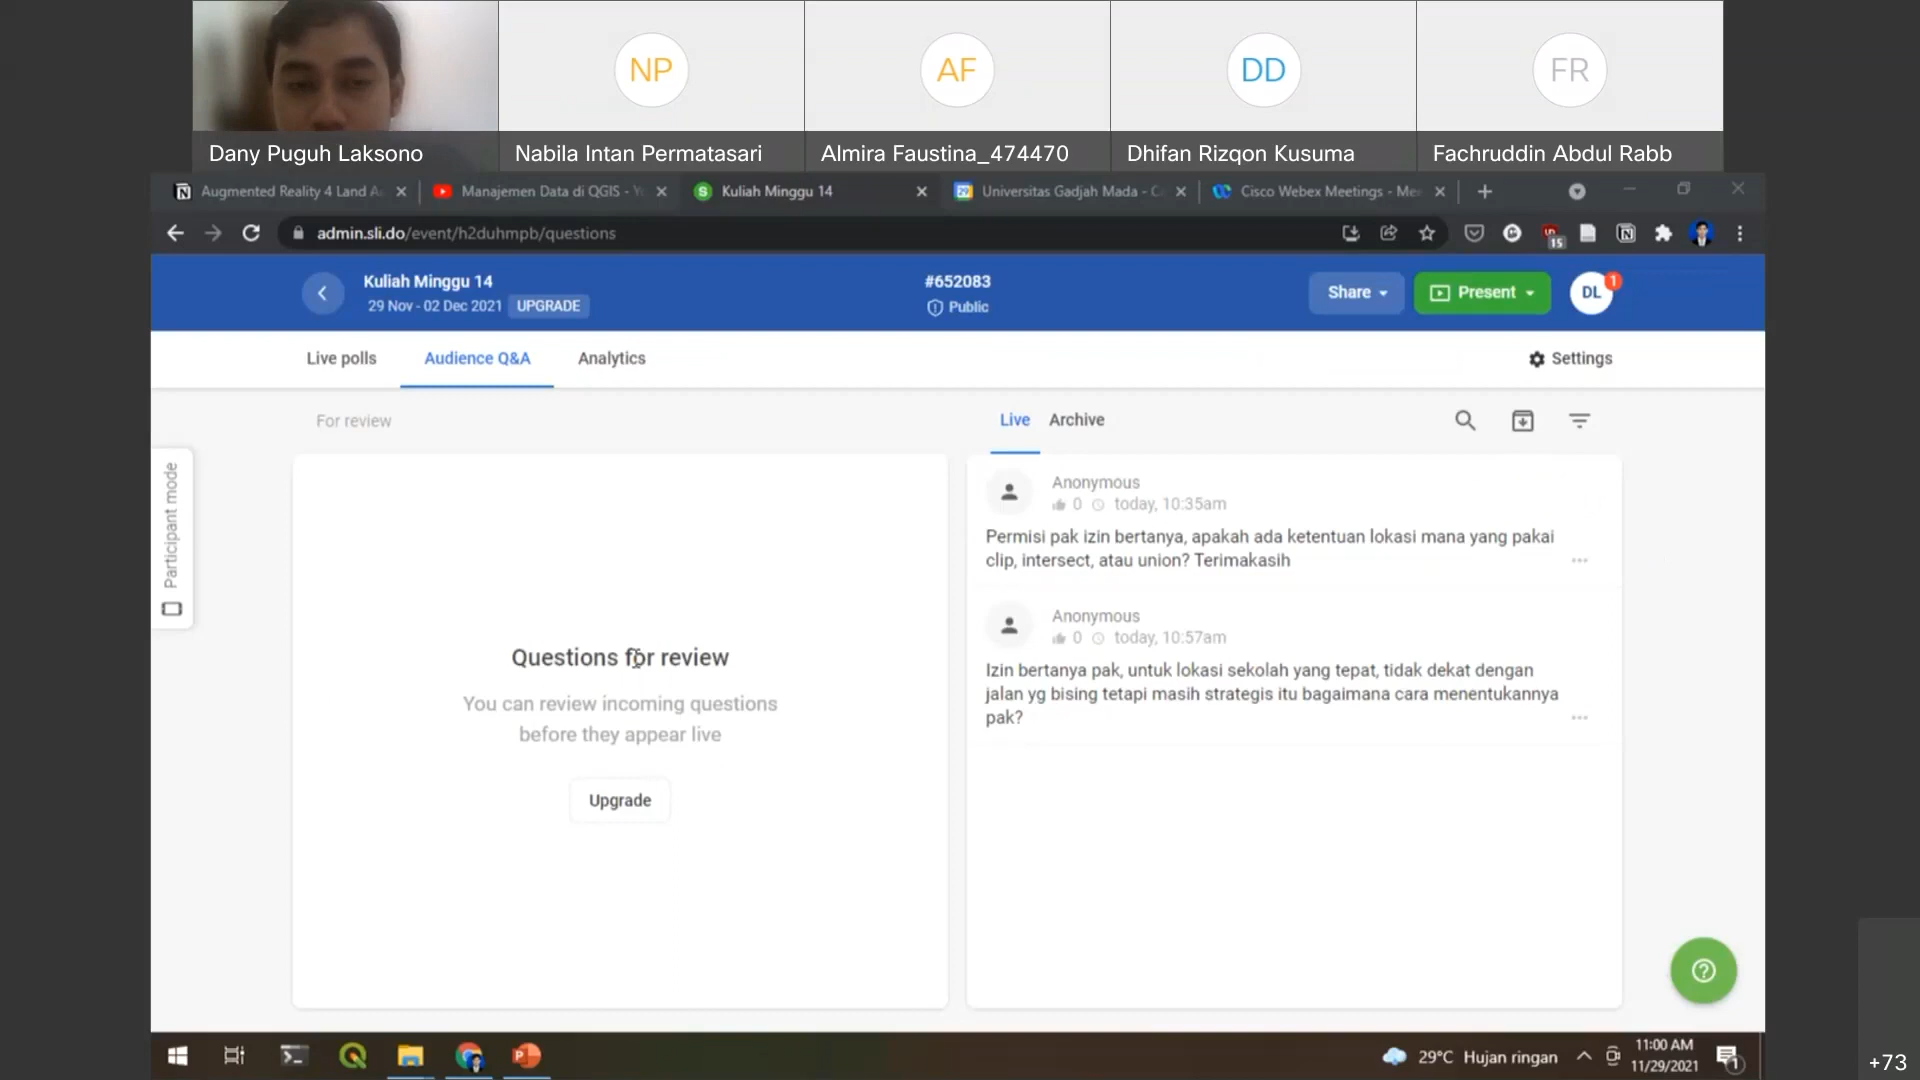 NP
AF
DD
FR
Dany Puguh Laksono
Nabila Intan Permatasari
Almira Faustina_474470
Dhifan Rizqon Kusuma
Fachruddin Abdul Rabb
Augmented Reality 4 Land A
Manajemen Data di QGIS - Y
Kuliah Minggu 14
Universitas Gadjah Mada - C
Cisco Webex Meetings - Mee
admin.sli.do/event/h2duhmpb/questions
15
Kuliah Minggu 14
29 Nov - 02 Dec 2021 UPGRADE
#652083
Public
Share
Present
DL
1
Live polls
Audience Q&A
Analytics
Settings
For review
Live
Archive
Participant mode
Questions for review
You can review incoming questions
before they appear live
Upgrade
Anonymous
0 today, 10:35am
Permisi pak izin bertanya, apakah ada ketentuan lokasi mana yang pakai
clip, intersect, atau union? Terimakasih
Anonymous
0 today, 10:57am
Izin bertanya pak, untuk lokasi sekolah yang tepat, tidak dekat dengan
jalan yg bising tetapi masih strategis itu bagaimana cara menentukannya
pak?
29°C Hujan ringan
11:00 AM
11/29/2021
1
+73